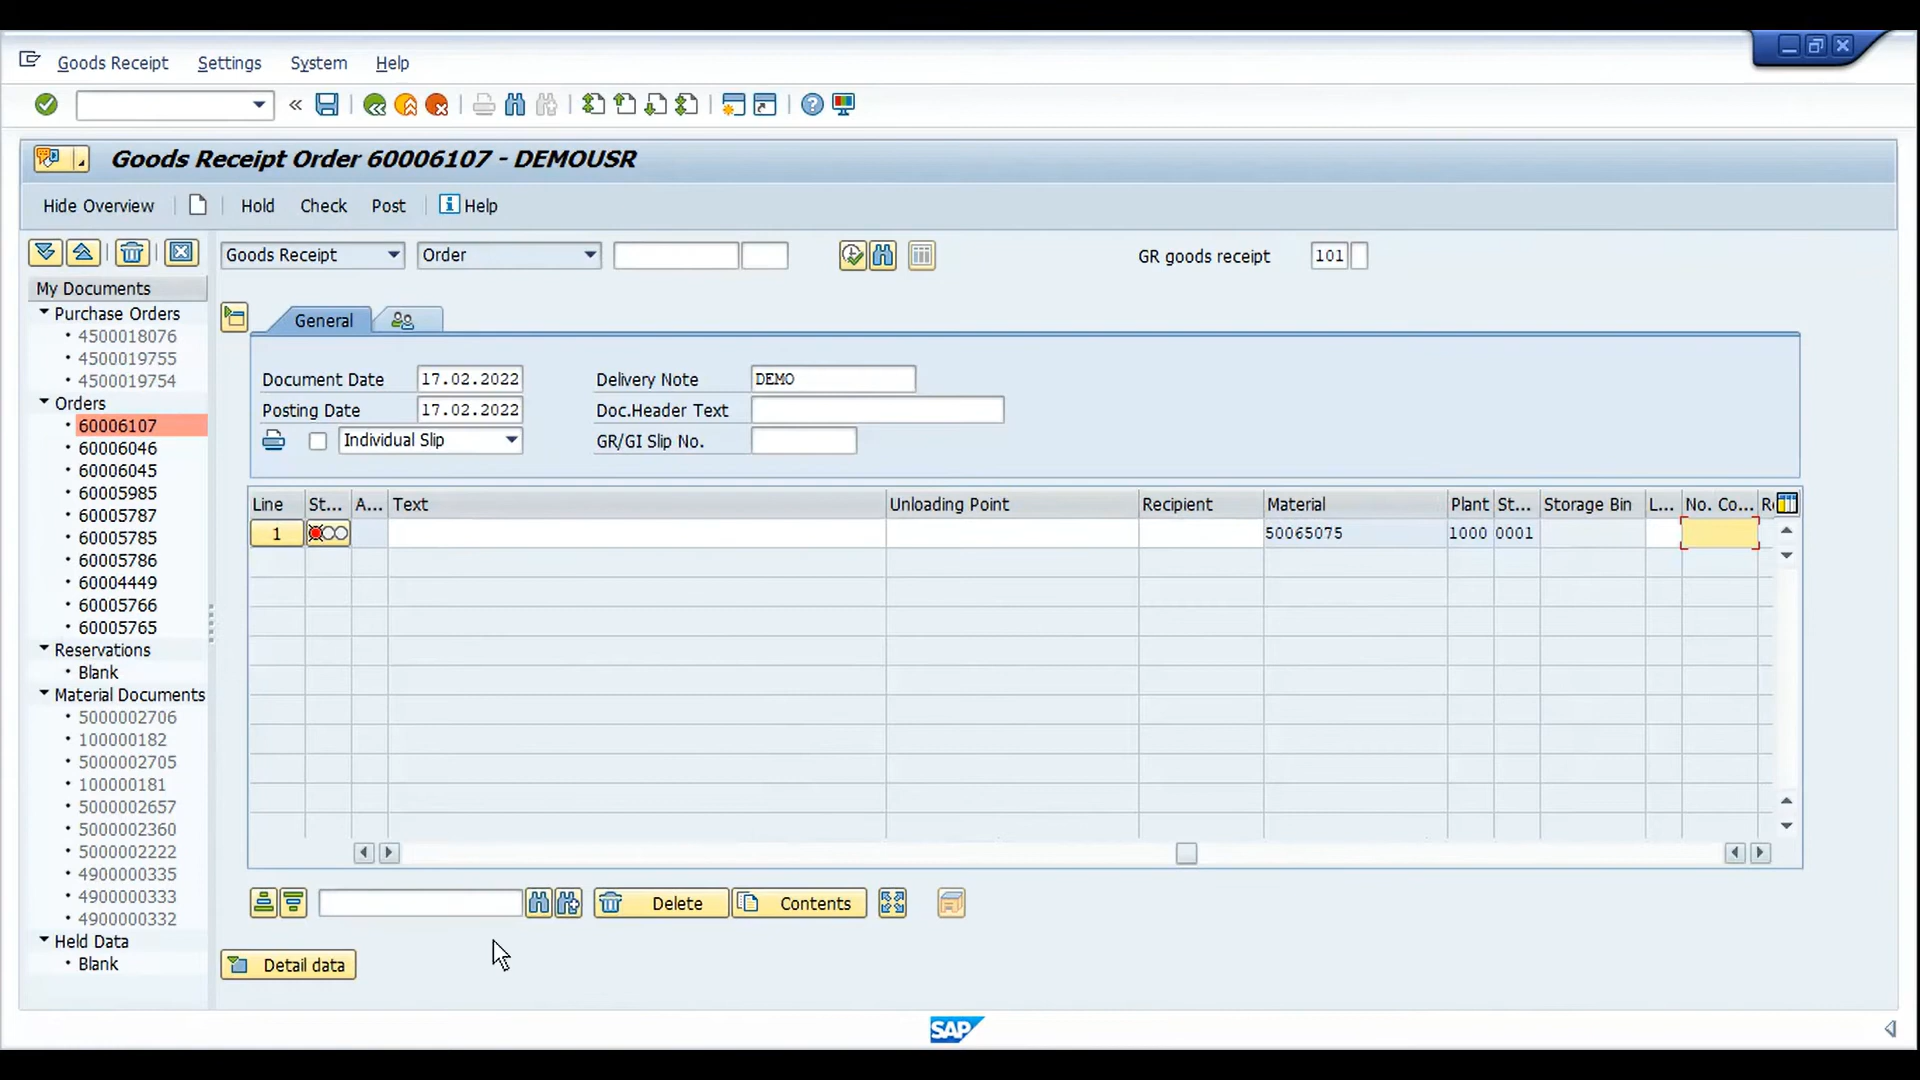 Goods Receipt Settings System Help
Goods Receipt Order 60006107 - DEMOUSR
Hide Overview Hold Check Post Help
Goods Receipt Order GR goods receipt 101
My Documents
Purchase Orders
4500018076
4500019755
4500019754
Orders
60006107
60006046
60006045
60005985
60005787
60005785
60005786
60004449
60005766
60005765
Reservations
Blank
Material Documents
5000002706
100000182
5000002705
100000181
5000002657
5000002360
5000002222
4900000335
4900000333
4900000332
Held Data
Blank
General
Document Date 17.02.2022 Delivery Note DEMO
Posting Date 17.02.2022 Doc.Header Text
Individual Slip GR/GI Slip No.
Line St... A... Text Unloading Point Recipient Material Plant St... Storage Bin L... No. Co... R
1 50065075 1000 0001
Delete Contents
Detail data
SAP